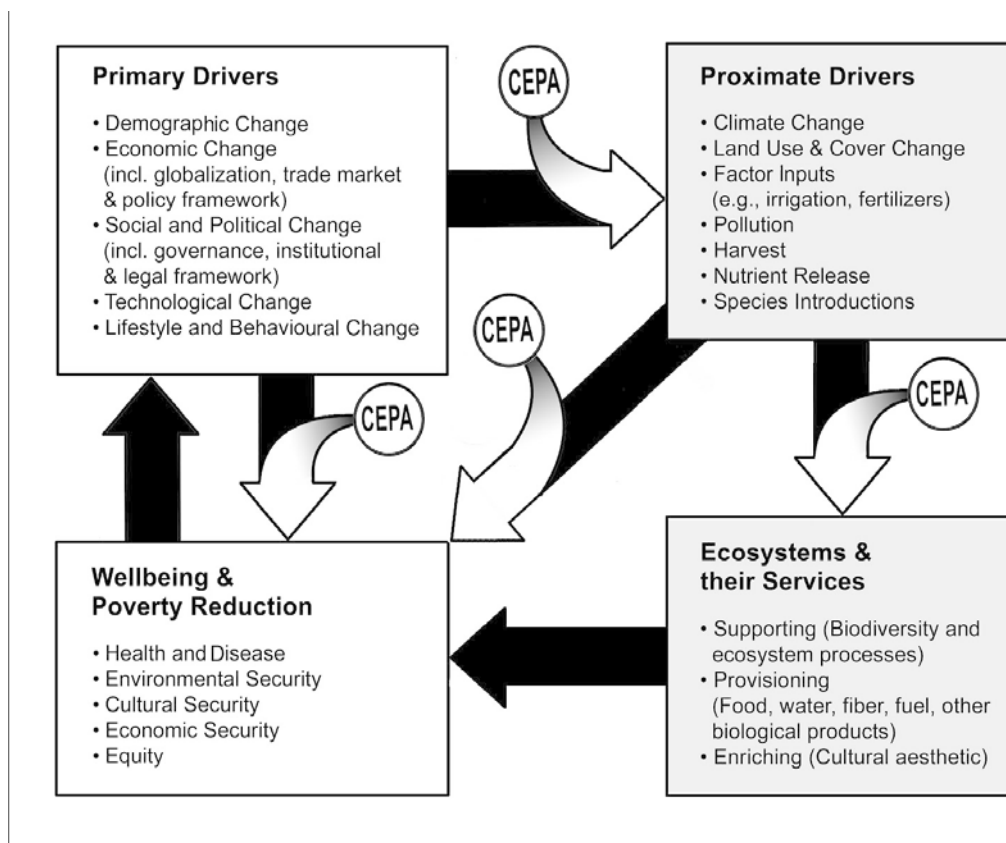 Primary Drivers
• Demographic Change
• Economic Change
(incl. globalization, trade market
& policy framework)
• Social and Political Change
(incl. governance, institutional
& legal framework)
• Technological Change
• Lifestyle and Behavioural Change
CEPA
Proximate Drivers
• Climate Change
• Land Use & Cover Change
• Factor Inputs
(e.g., irrigation, fertilizers)
• Pollution
• Harvest
• Nutrient Release
• Species Introductions
CEPA
CEPA
CEPA
Wellbeing &
Poverty Reduction
• Health and Disease
• Environmental Security
• Cultural Security
• Economic Security
• Equity
Ecosystems &
their Services
• Supporting (Biodiversity and
ecosystem processes)
• Provisioning
(Food, water, fiber, fuel, other
biological products)
• Enriching (Cultural aesthetic)